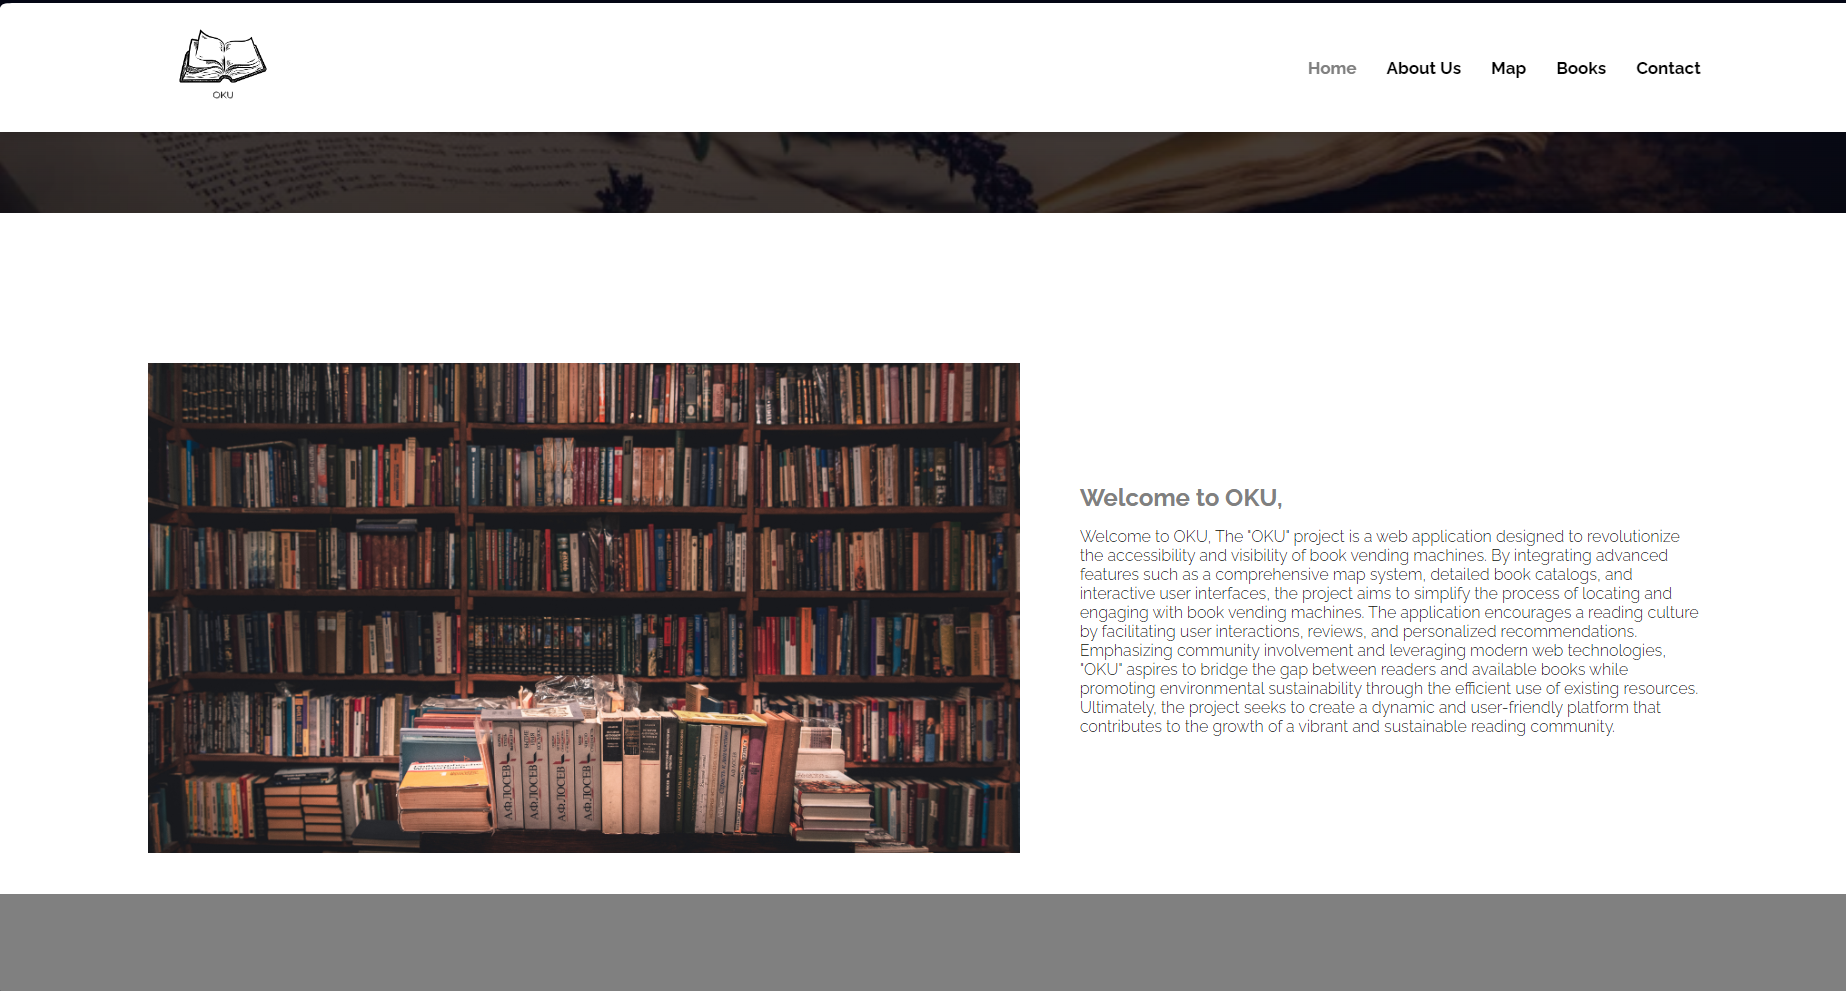 OKU
Home
About Us
Map
Books
Contact
Welcome to OKU,
Welcome to OKU, The "OKU" project is a web application designed to revolutionize
the accessibility and visibility of book vending machines. By integrating advanced
features such as a comprehensive map system, detailed book catalogs, and
interactive user interfaces, the project aims to simplify the process of locating and
engaging with book vending machines. The application encourages a reading culture
by facilitating user interactions, reviews, and personalized recommendations.
Emphasizing community involvement and leveraging modern web technologies,
"OKU" aspires to bridge the gap between readers and available books while
promoting environmental sustainability through the efficient use of existing resources.
Ultimately, the project seeks to create a dynamic and user-friendly platform that
contributes to the growth of a vibrant and sustainable reading community.
А.Ф.ЛОСЕВ
А.Ф.ЛОСЕВ
А.Ф.ЛОСЕВ
А.Ф.ЛОСЕВ